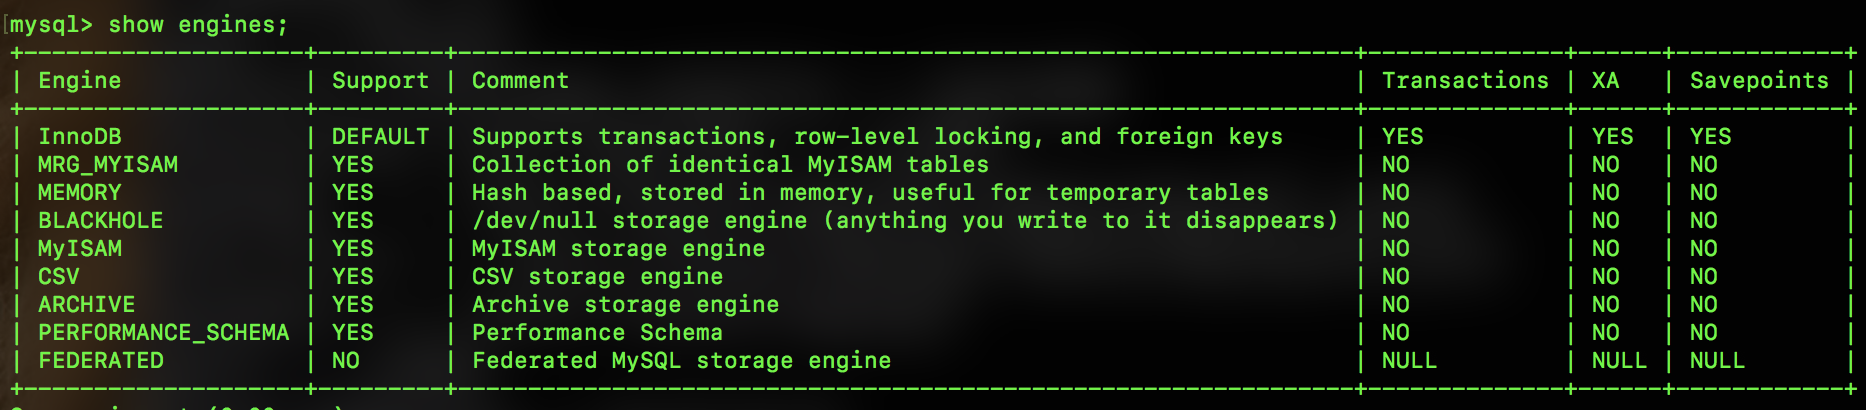 mysql> show engines;
+--------------------+---------+----------------------------------------------------------------+--------------+------+------------+
| Engine             | Support | Comment                                                        | Transactions | XA   | Savepoints |
+--------------------+---------+----------------------------------------------------------------+--------------+------+------------+
| InnoDB             | DEFAULT | Supports transactions, row-level locking, and foreign keys     | YES          | YES  | YES        |
| MRG_MYISAM         | YES     | Collection of identical MyISAM tables                          | NO           | NO   | NO         |
| MEMORY             | YES     | Hash based, stored in memory, useful for temporary tables      | NO           | NO   | NO         |
| BLACKHOLE          | YES     | /dev/null storage engine (anything you write to it disappears) | NO           | NO   | NO         |
| MyISAM             | YES     | MyISAM storage engine                                          | NO           | NO   | NO         |
| CSV                | YES     | CSV storage engine                                             | NO           | NO   | NO         |
| ARCHIVE            | YES     | Archive storage engine                                         | NO           | NO   | NO         |
| PERFORMANCE_SCHEMA | YES     | Performance Schema                                             | NO           | NO   | NO         |
| FEDERATED          | NO      | Federated MySQL storage engine                                 | NULL         | NULL | NULL       |
+--------------------+---------+----------------------------------------------------------------+--------------+------+------------+